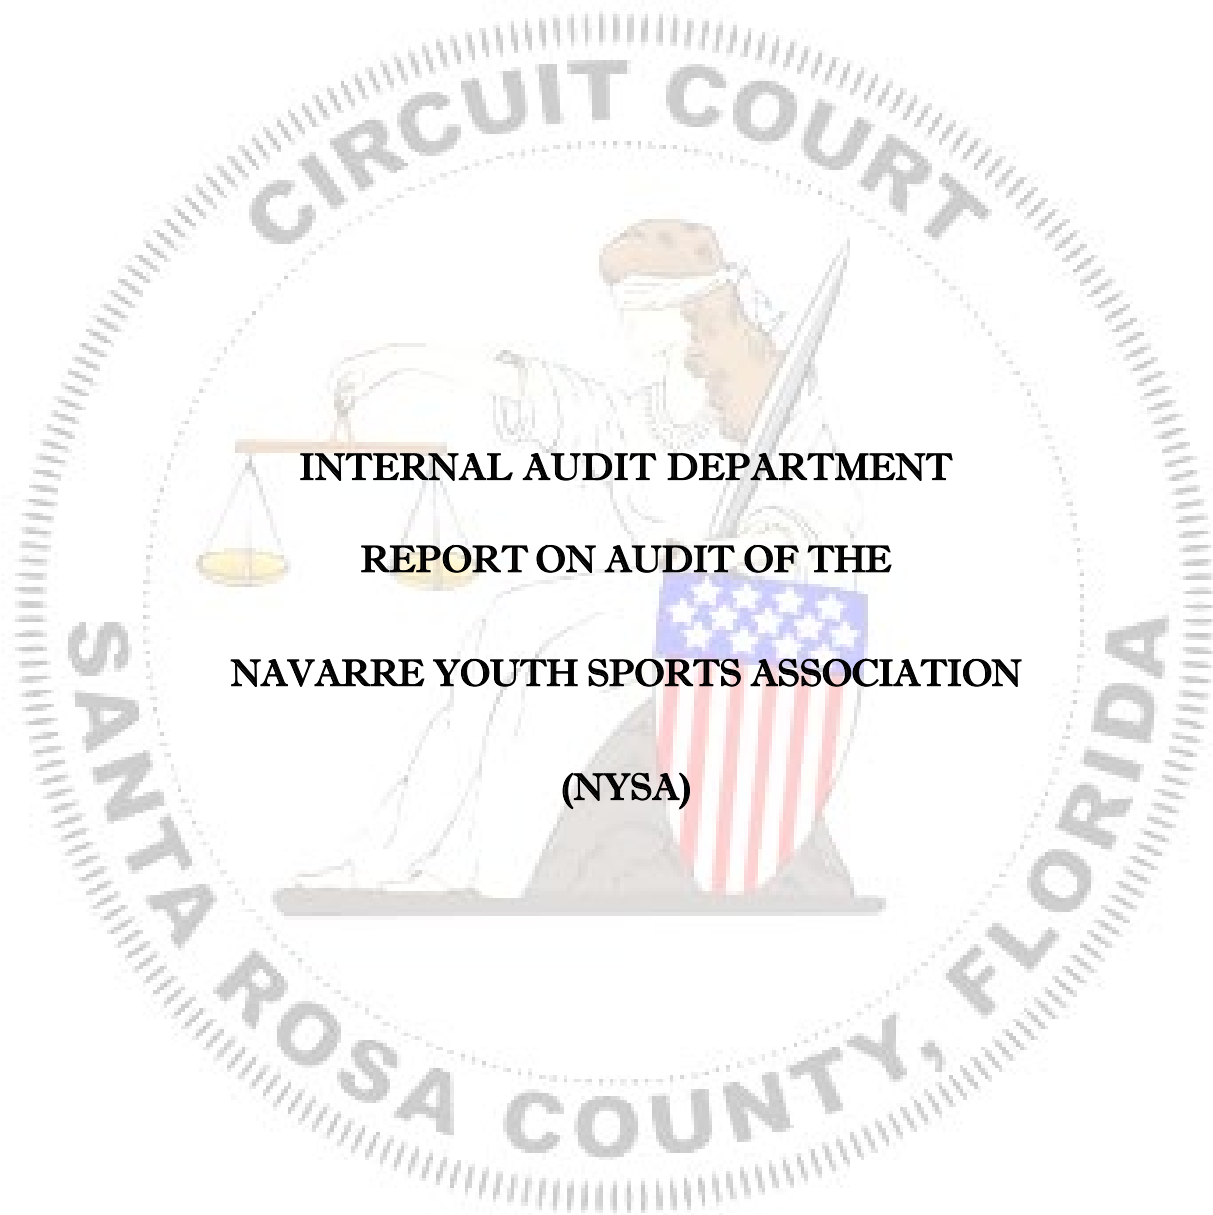 CIRCUIT COURT
INTERNAL AUDIT DEPARTMENT
REPORT ON AUDIT OF THE
NAVARRE YOUTH SPORTS ASSOCIATION
(NYSA)
SANTA ROSA COUNTY, FLORIDA